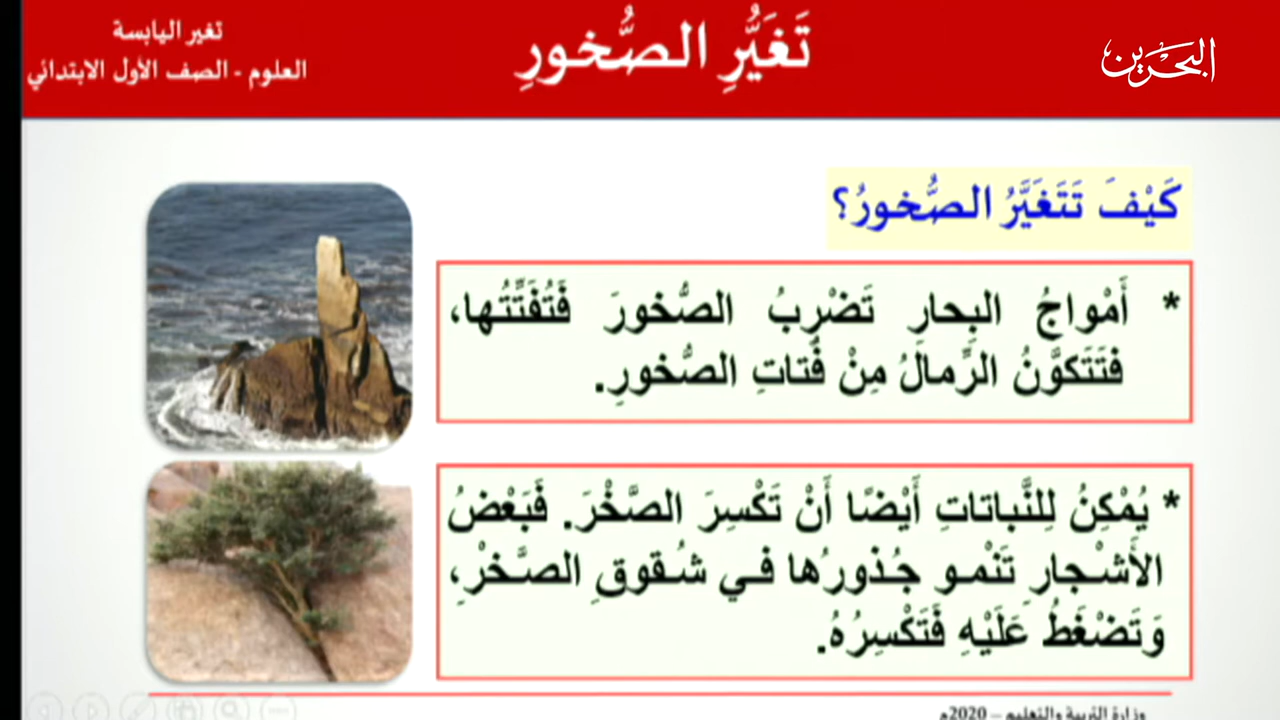 البحرين
تَغَيُّرِ الصُّخورِ
تغير اليابسة
العلوم - الصف الأول الابتدائي
كَيْفَ تَتَغَيَّرُ الصُّخورُ؟
* أَمْواجُ البِحارِ تَضْرِبُ الصُّخورَ فَتُفَتِّتُها،
فَتَتَكوَّنُ الرِّمالُ مِنْ فُتاتِ الصُّخورِ.
* يُمْكِنُ لِلنَّباتاتِ أَيْضًا أَنْ تَكْسِرَ الصَّخْرَ. فَبَعْضُ
الأَشْجارِ تَنْمو جُذورُها في شُقوقِ الصَّخْرِ،
وَتَضْغَطُ عَلَيْهِ فَتَكْسِرُهُ.
وزارة التربية والتعليم – 2020م